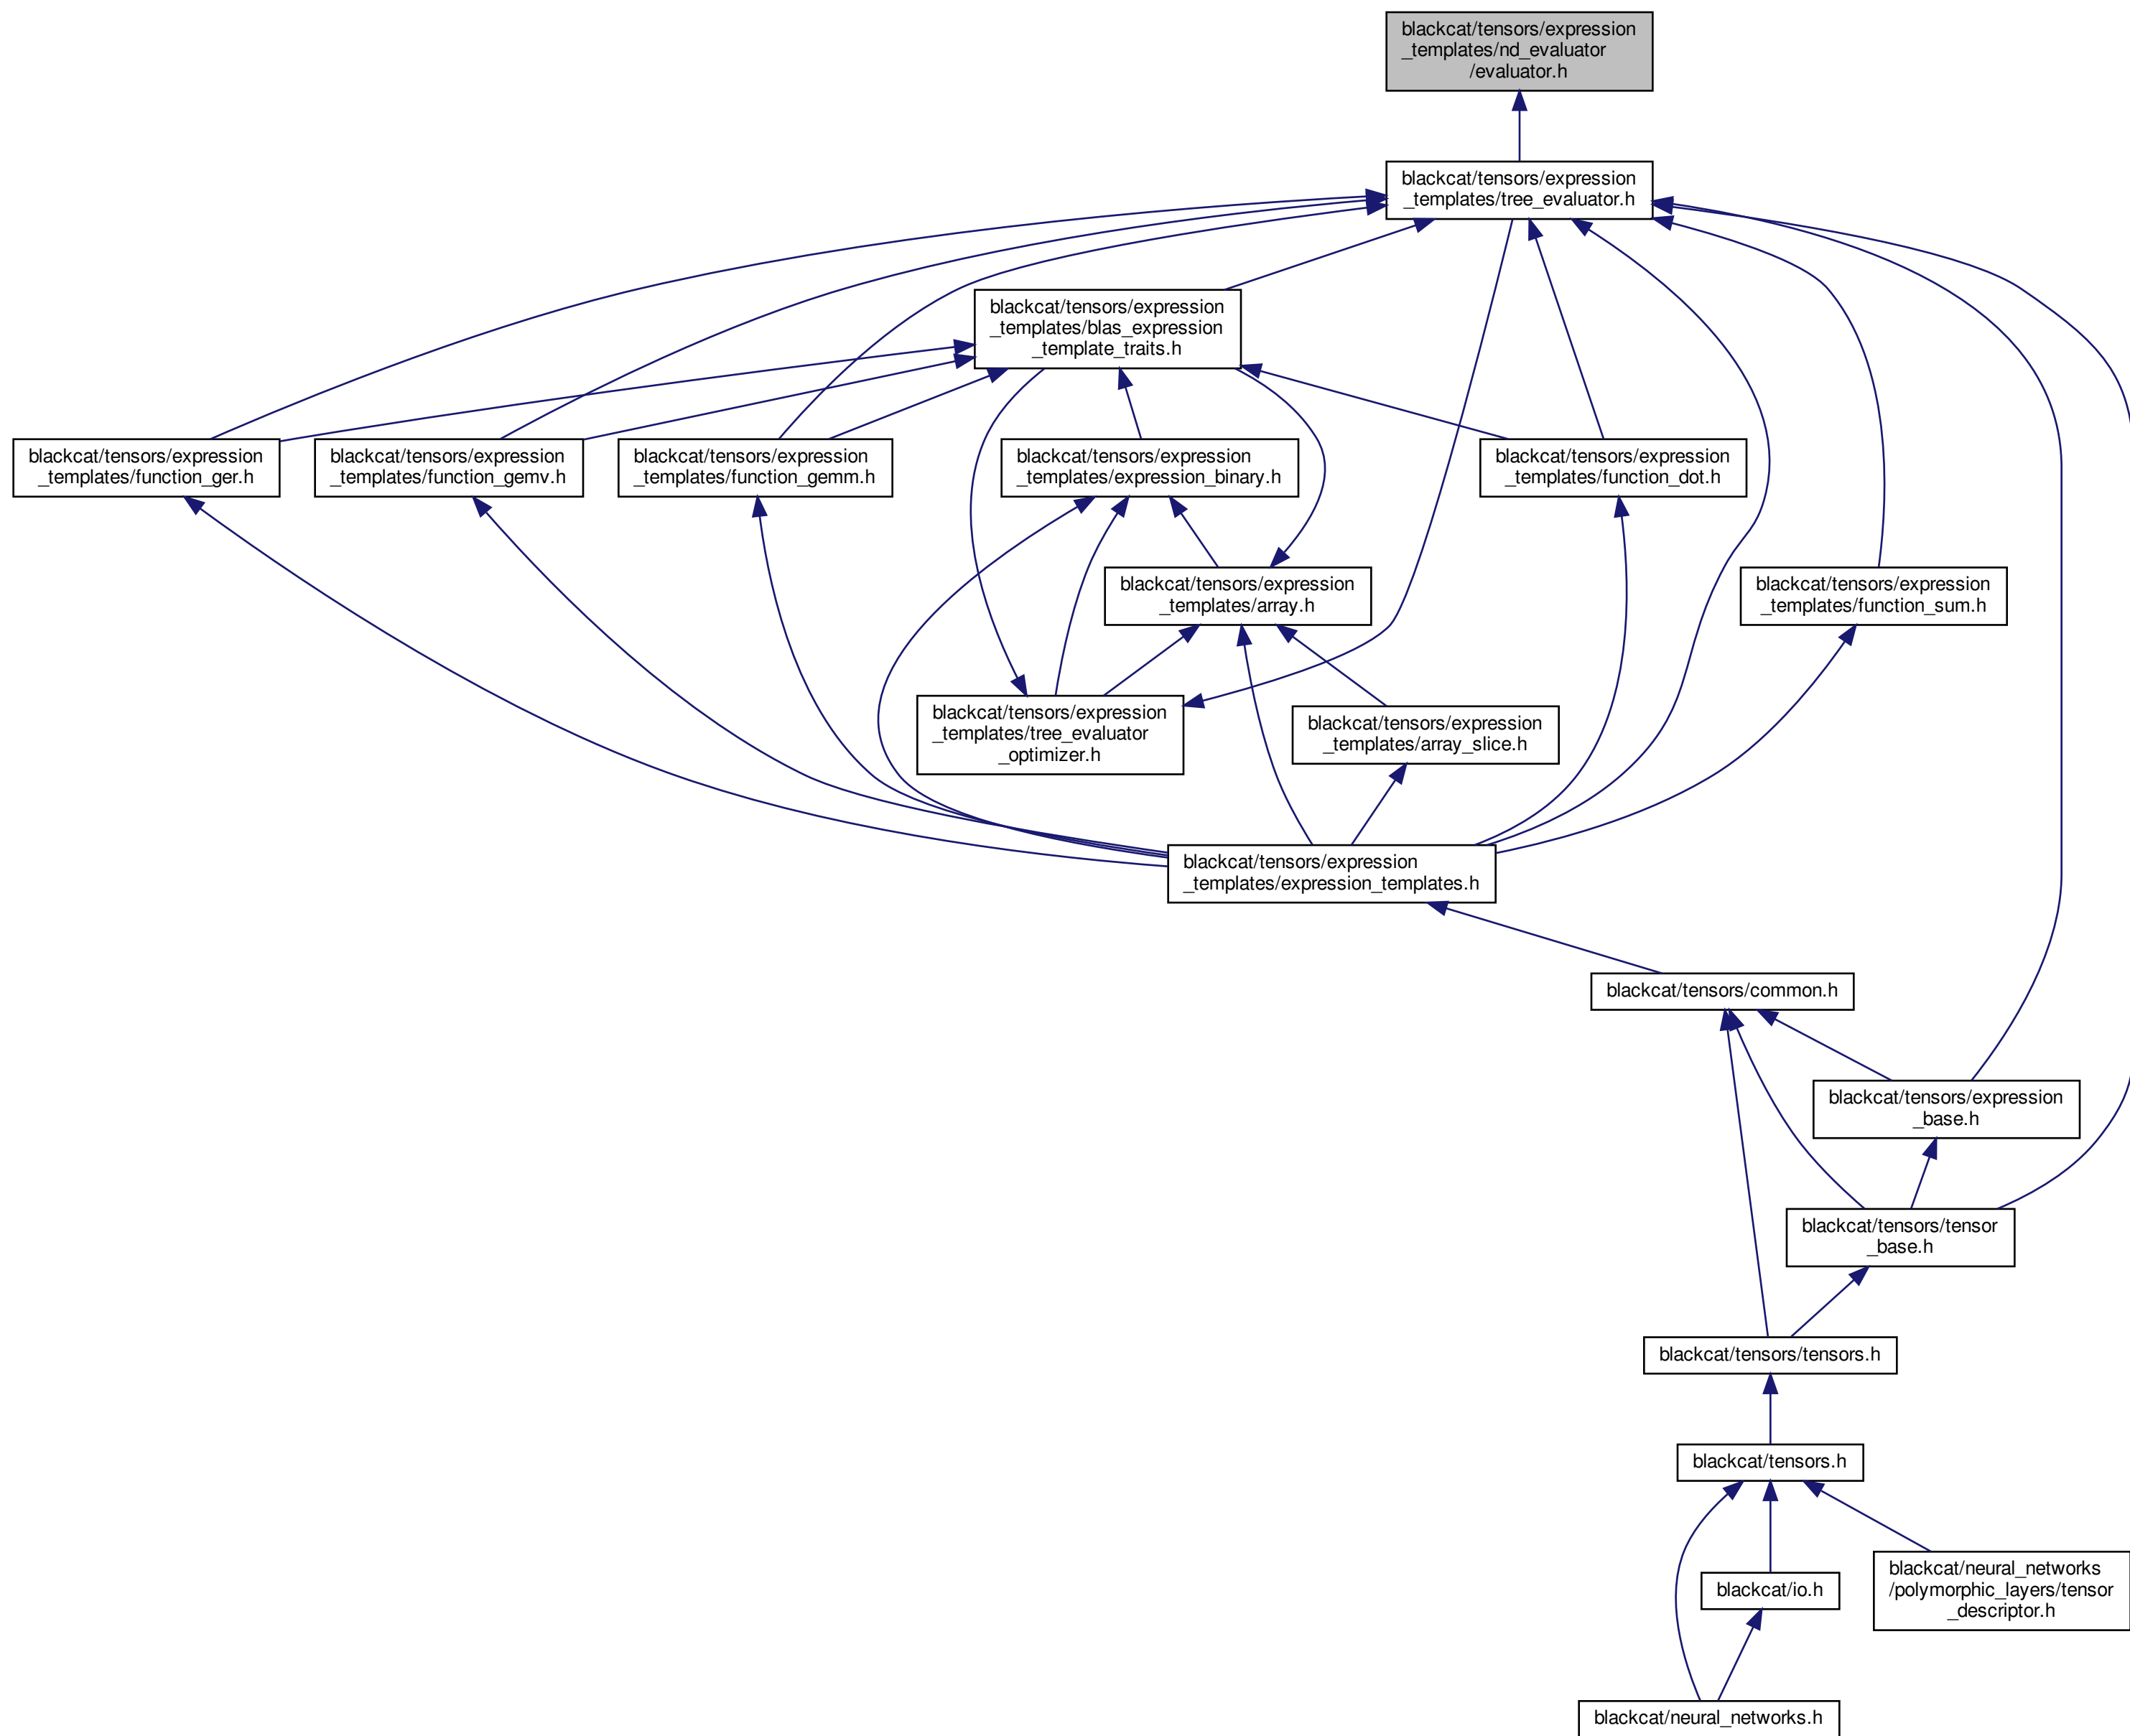 blackcat/tensors/expression
_templates/nd_evaluator
/evaluator.h
blackcat/tensors/expression
_templates/tree_evaluator.h
blackcat/tensors/expression
_templates/blas_expression
_template_traits.h
blackcat/tensors/expression
_templates/function_ger.h
blackcat/tensors/expression
_templates/function_gemv.h
blackcat/tensors/expression
_templates/function_gemm.h
blackcat/tensors/expression
_templates/expression_binary.h
blackcat/tensors/expression
_templates/function_dot.h
blackcat/tensors/expression
_templates/array.h
blackcat/tensors/expression
_templates/function_sum.h
blackcat/tensors/expression
_templates/tree_evaluator
_optimizer.h
blackcat/tensors/expression
_templates/array_slice.h
blackcat/tensors/expression
_templates/expression_templates.h
blackcat/tensors/common.h
blackcat/tensors/expression
_base.h
blackcat/tensors/tensor
_base.h
blackcat/tensors/tensors.h
blackcat/tensors.h
blackcat/io.h
blackcat/neural_networks
/polymorphic_layers/tensor
_descriptor.h
blackcat/neural_networks.h